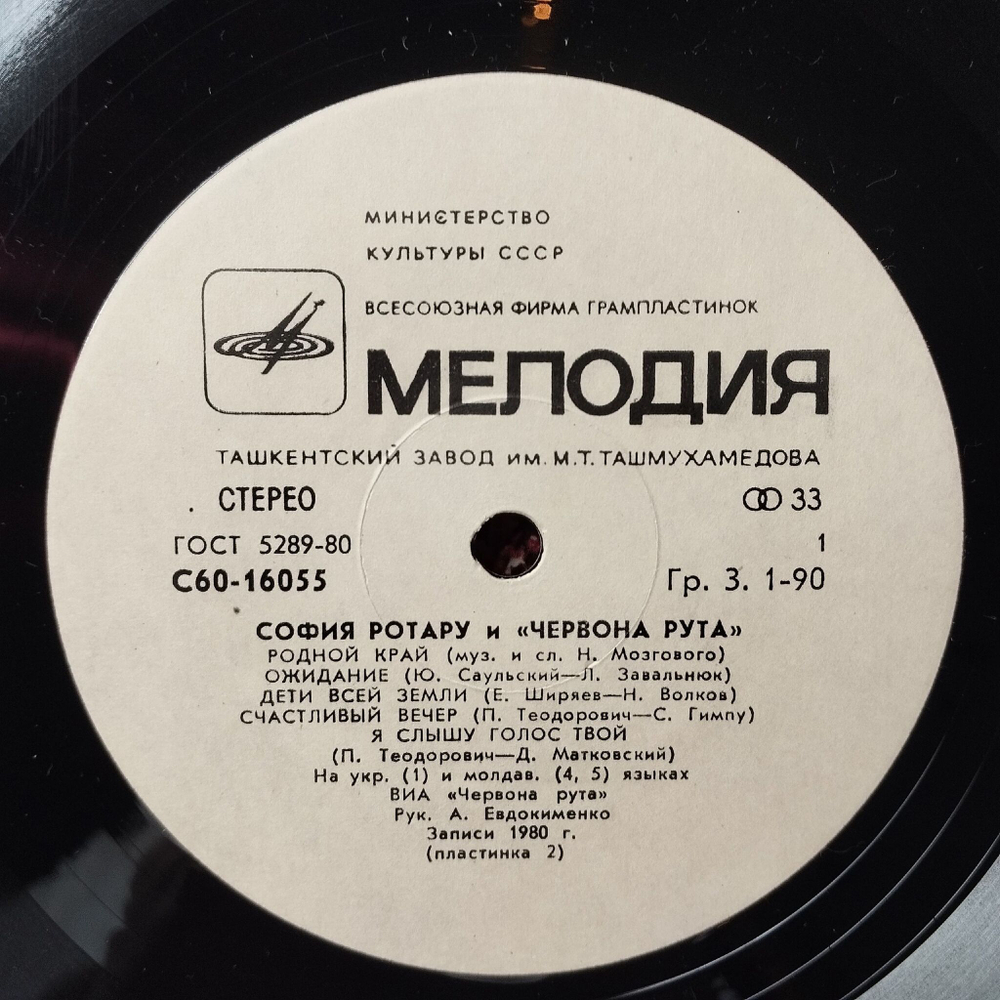 МИНИСТЕРСТВО
КУЛЬТУРЫ СССР
ВСЕСОЮЗНАЯ ФИРМА ГРАМПЛАСТИНОК
МЕЛОДИЯ
ТАШКЕНТСКИЙ ЗАВОД им. М.Т. ТАШМУХАМЕДОВА
СТЕРЕО 33
ГОСТ 5289-80 1
С60-16055 Гр. 3. 1-90
СОФИЯ РОТАРУ и «ЧЕРВОНА РУТА»
РОДНОЙ КРАЙ (муз. и сл. Н. Мозгового)
ОЖИДАНИЕ (Ю. Саульский—Л. Завальнюк)
ДЕТИ ВСЕЙ ЗЕМЛИ (Е. Ширяев—Н. Волков)
СЧАСТЛИВЫЙ ВЕЧЕР (П. Теодорович—С. Гимпу)
Я СЛЫШУ ГОЛОС ТВОЙ
(П. Теодорович—Д. Матковский)
На укр. (1) и молдав. (4, 5) языках
ВИА «Червона рута»
Рук. А. Евдокименко
Записи 1980 г.
(пластинка 2)